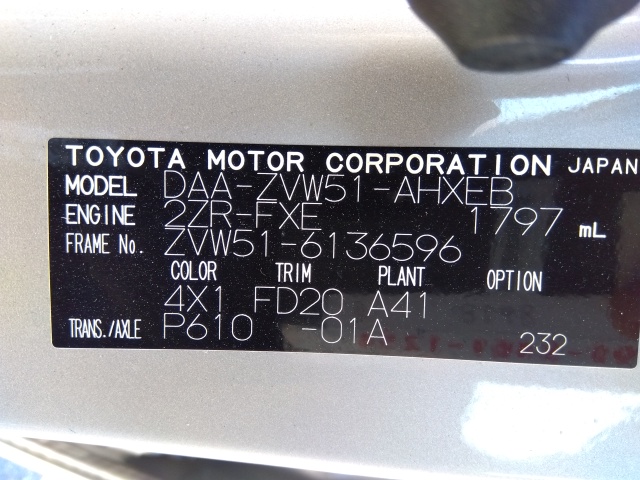 TOYOTA MOTOR CORPORATION JAPAN
MODEL DAA-ZVW51-AHXEB
ENGINE 2ZR-FXE 1797 mL
FRAME No. ZVW51-6136596
COLOR TRIM PLANT OPTION
4X1 FD20 A41
TRANS./AXLE P610 -01A 232